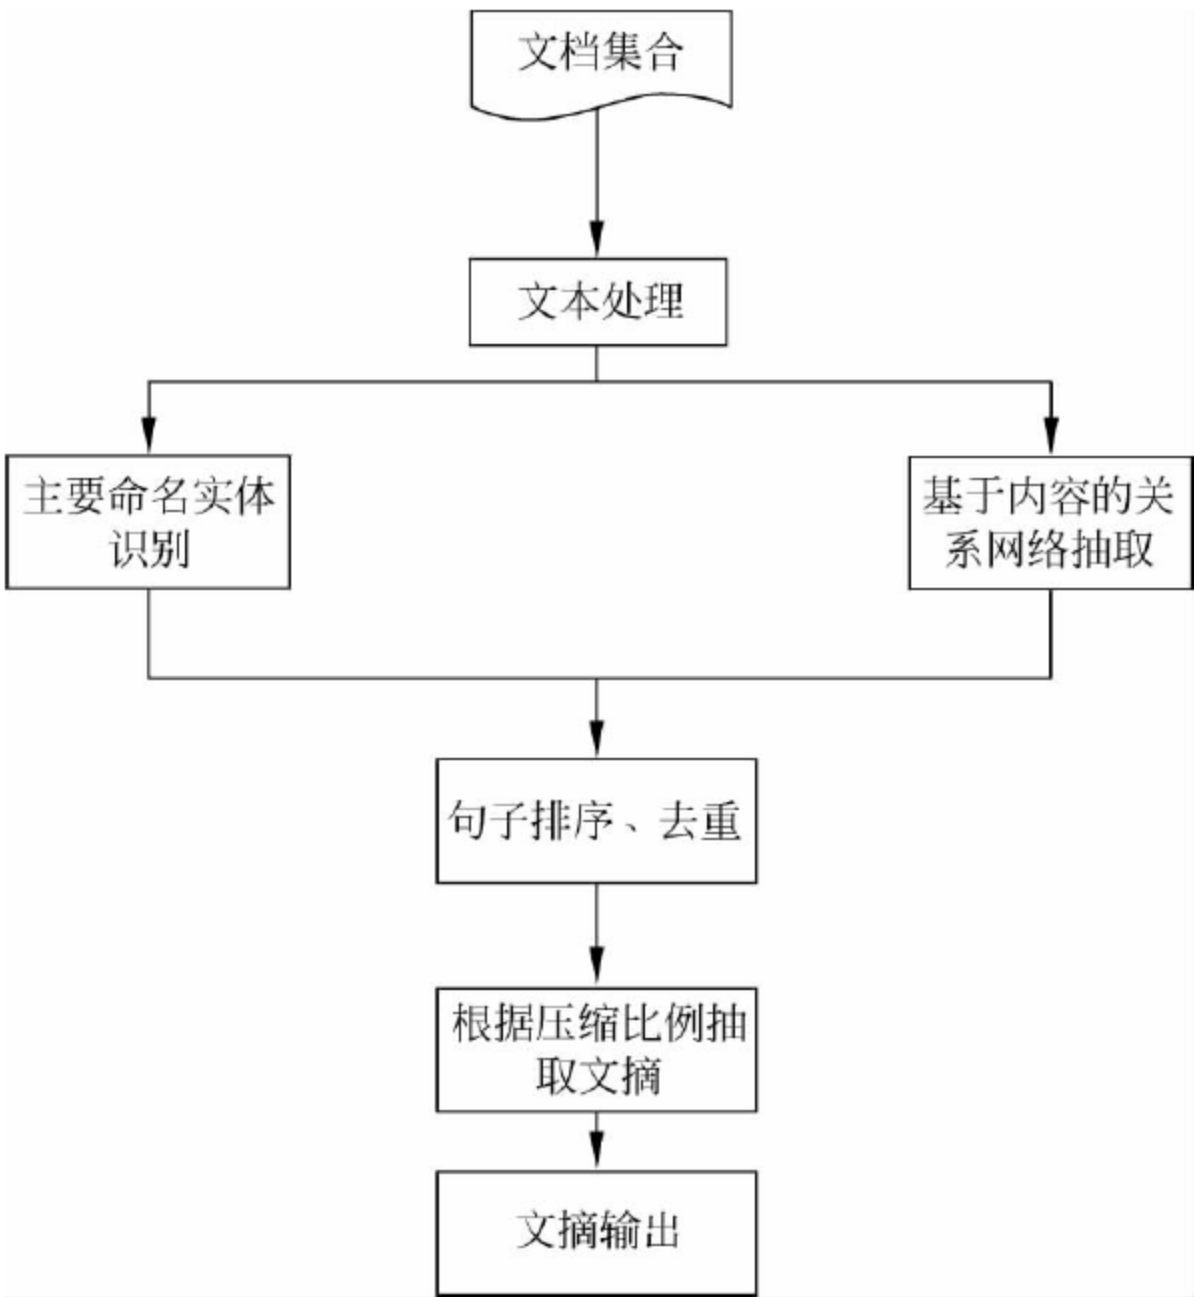 文档集合
文本处理
主要命名实体
识别
基于内容的关
系网络抽取
句子排序、去重
根据压缩比例抽
取文摘
文摘输出